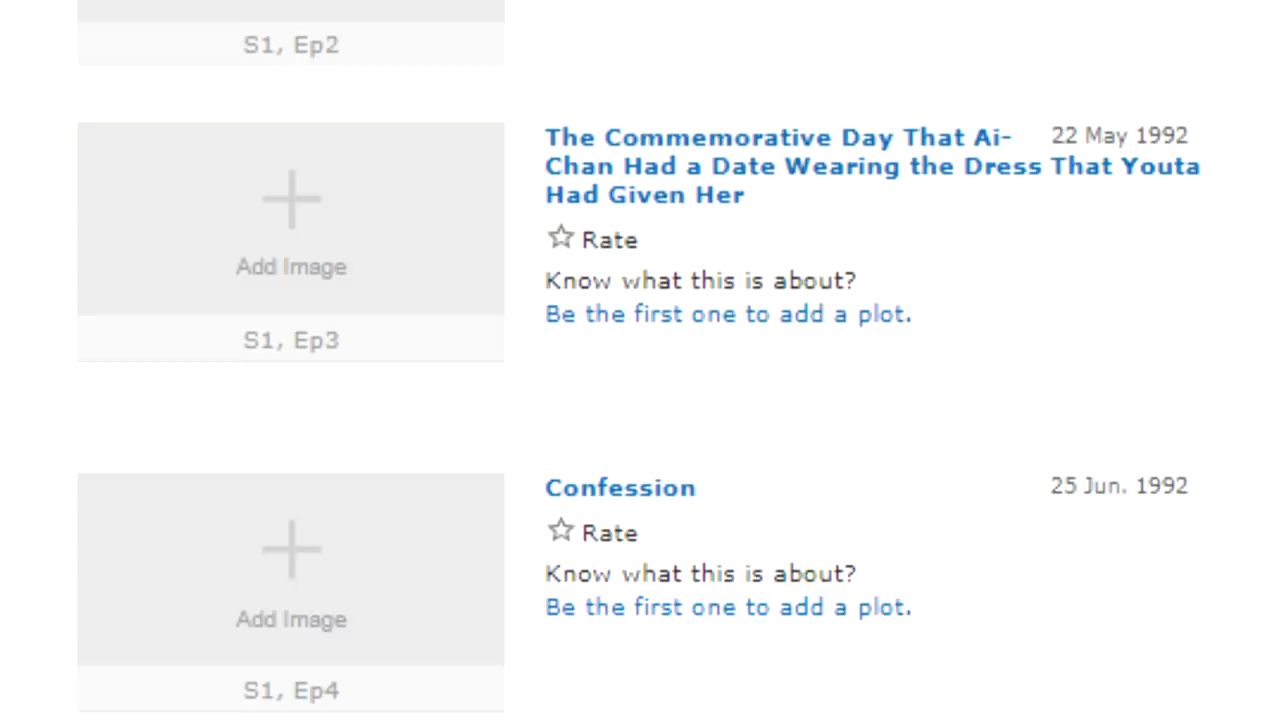 S1, Ep2
The Commemorative Day That Ai- 22 May 1992
Chan Had a Date Wearing the Dress That Youta
Had Given Her
Rate
Add Image
Know what this is about?
Be the first one to add a plot.
S1, Ep3
Confession 25 Jun. 1992
Rate
Know what this is about?
Be the first one to add a plot.
Add Image
S1, Ep4